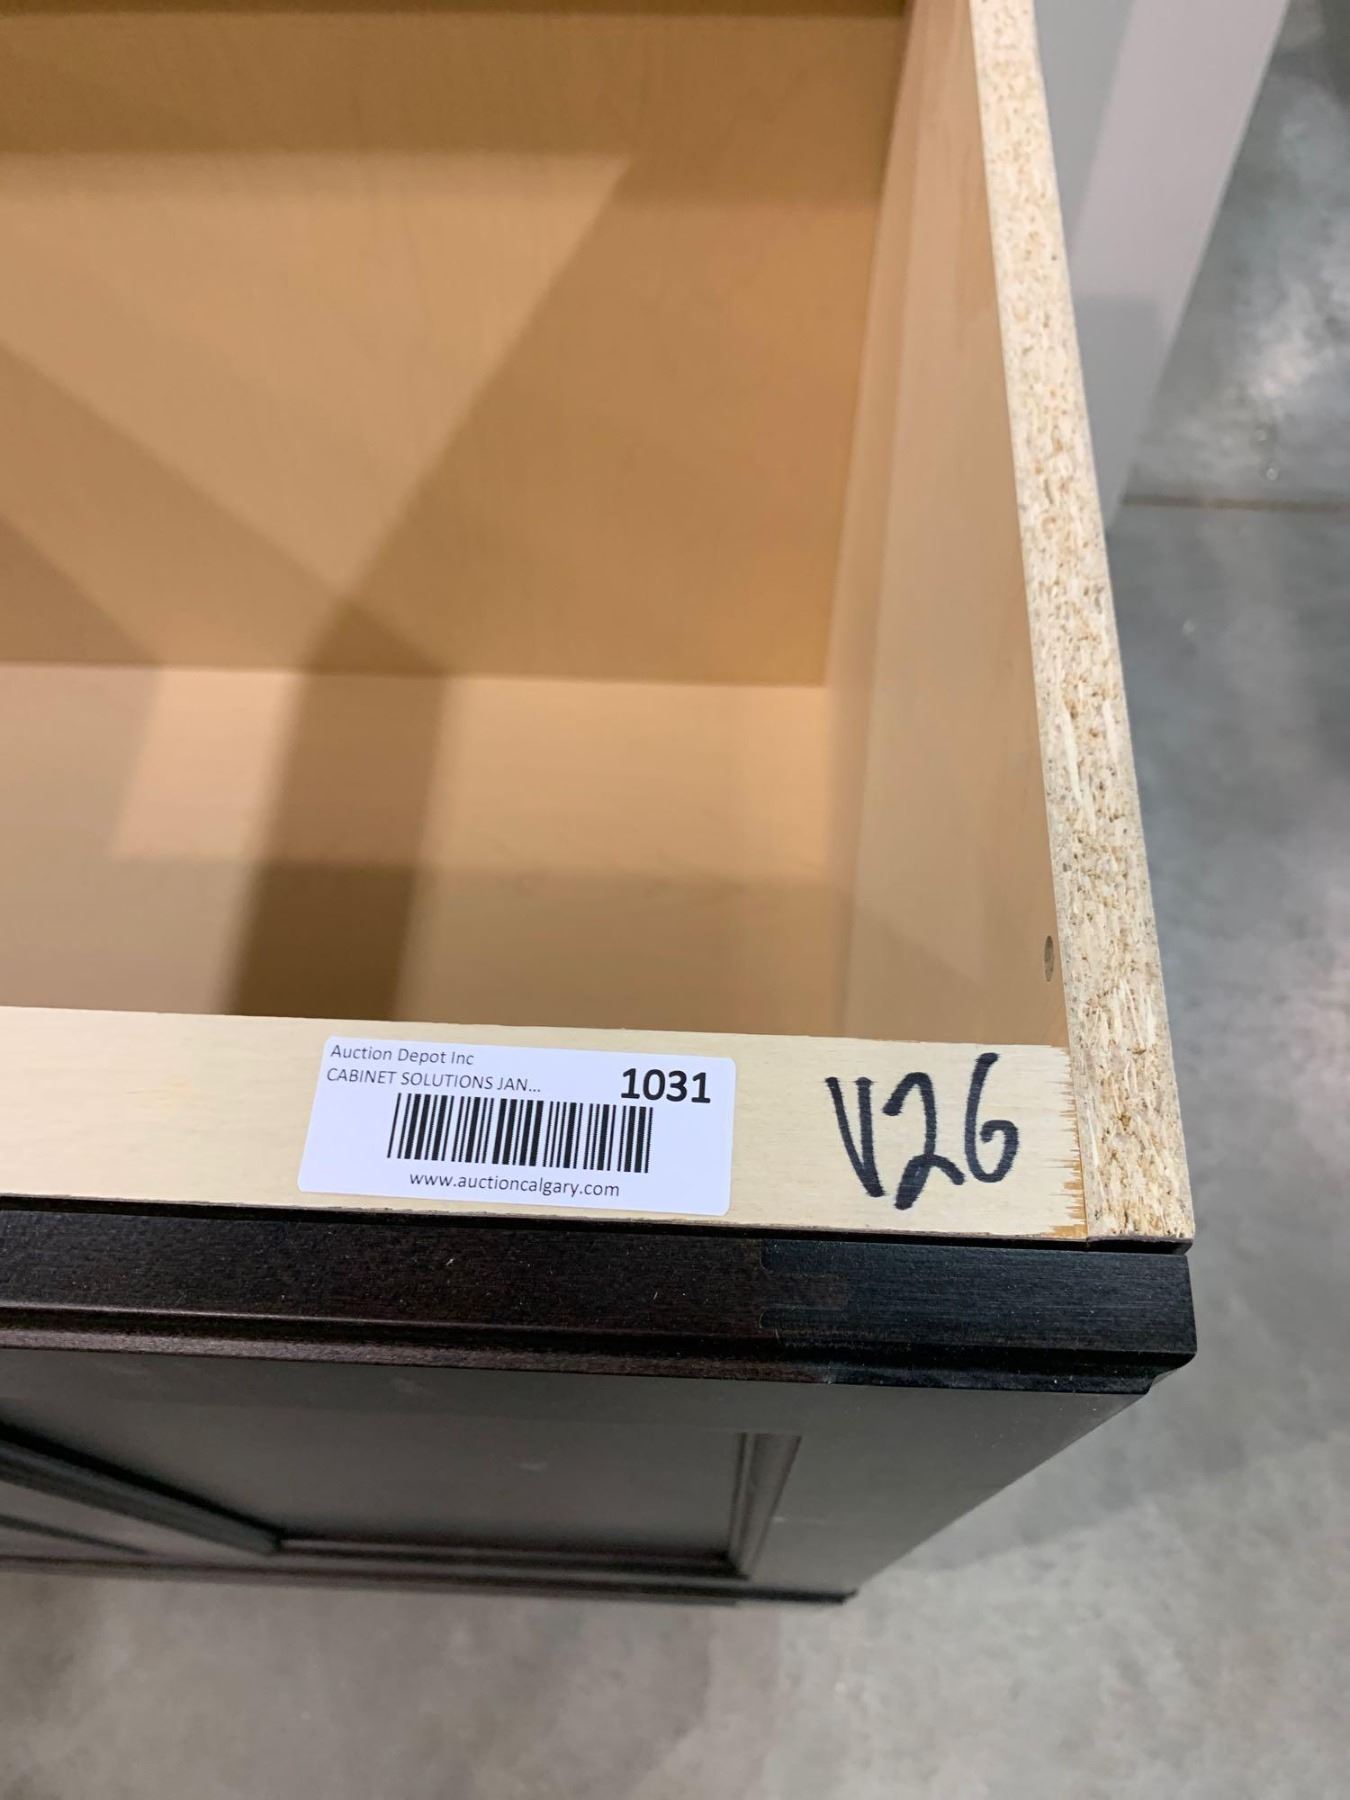 Auction Depot Inc
CABINET SOLUTIONS JAN...
1031
www.auctioncalgary.com
V26